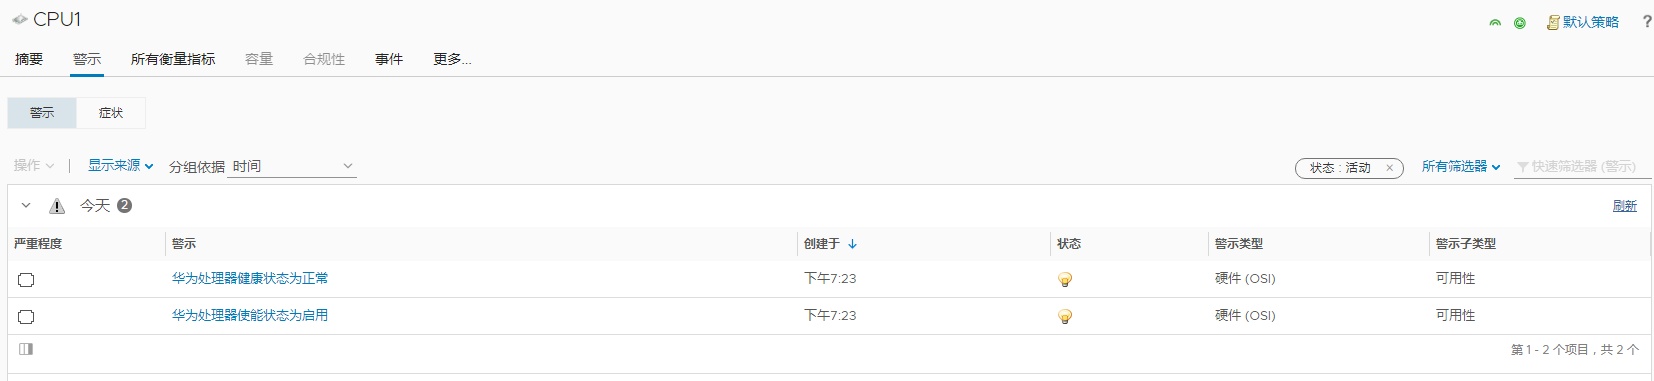 CPU1
默认策略 ?
摘要 警示 所有衡量指标 容量 合规性 事件 更多...
警示 症状
操作 显示来源 分组依据 时间 状态 : 活动 × 所有筛选器 快速筛选器 (警示)
今天 2 刷新
严重程度 警示 创建于 状态 警示类型 警示子类型
华为处理器健康状态为正常 下午7:23 硬件 (OSI) 可用性
华为处理器使能状态为启用 下午7:23 硬件 (OSI) 可用性
第 1 - 2 个项目，共 2 个